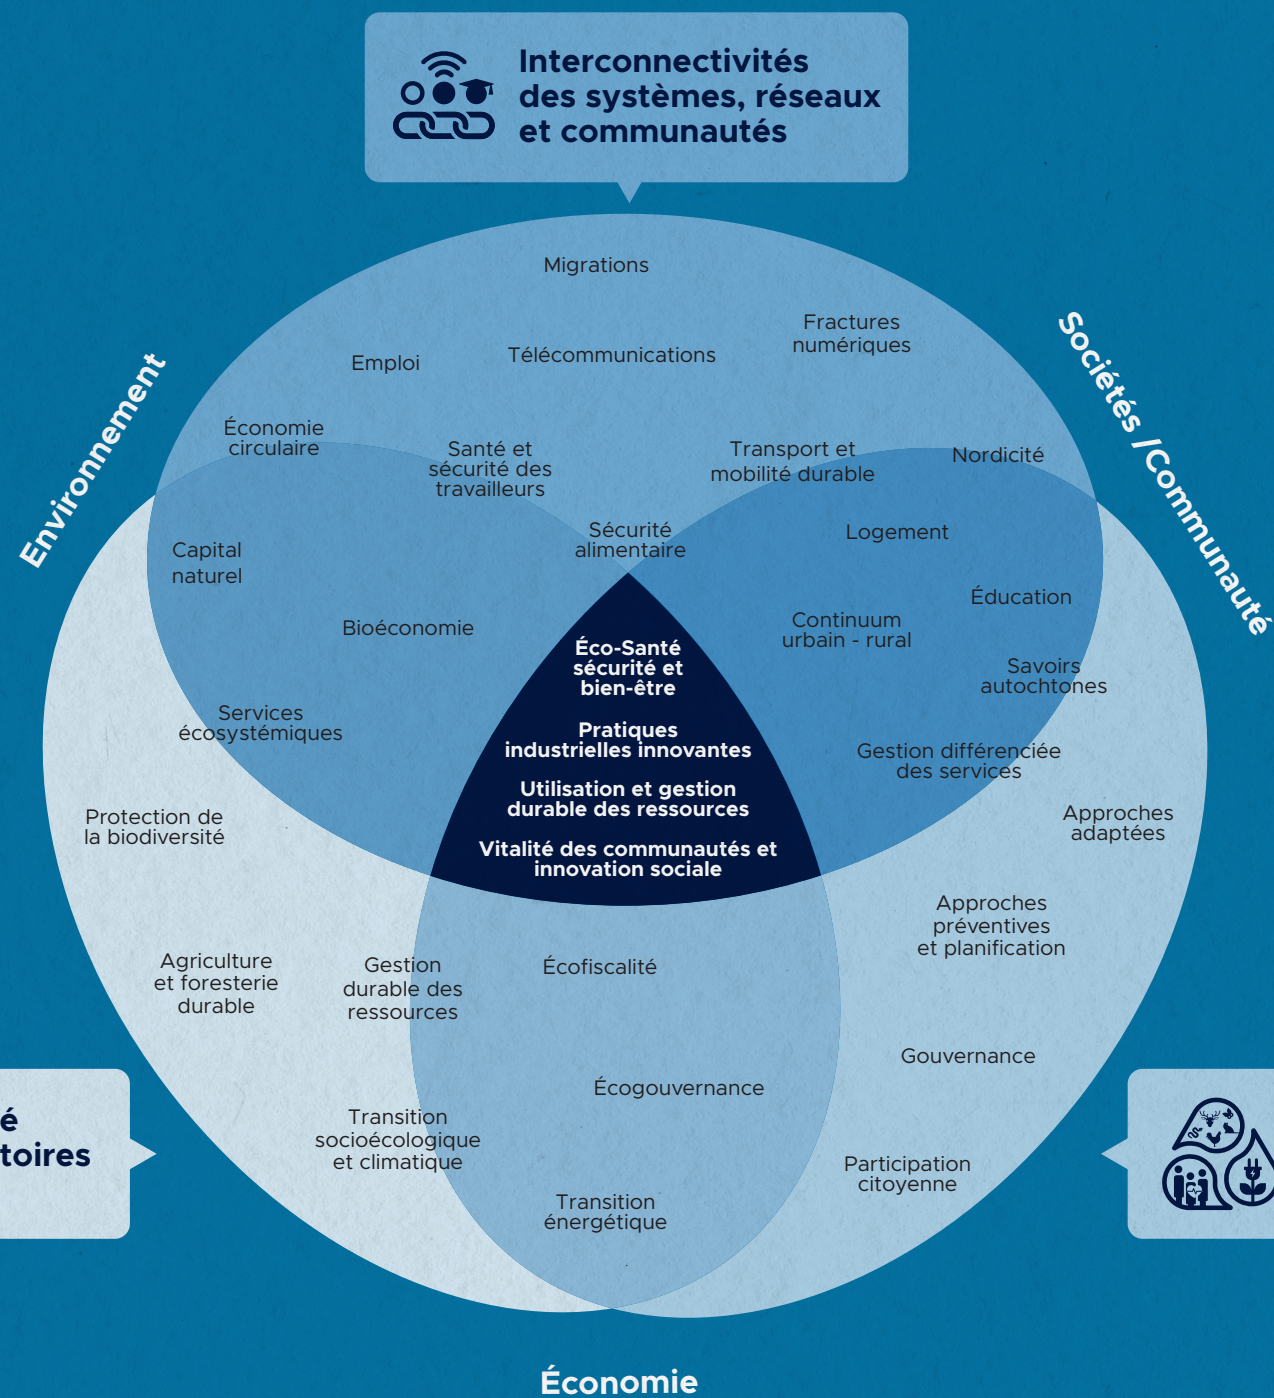 Interconnectivités
des systèmes, réseaux
et communautés
Environnement
Sociétés /Communauté
Migrations
Fractures
numériques
Télécommunications
Emploi
Économie
circulaire
Santé et
sécurité des
travailleurs
Transport et
mobilité durable
Nordicité
Sécurité
alimentaire
Logement
Capital
naturel
Éducation
Bioéconomie
Continuum
urbain - rural
Éco-Santé
sécurité et
bien-être
Savoirs
autochtones
Services
écosystémiques
Pratiques
industrielles innovantes
Gestion différenciée
des services
Utilisation et gestion
durable des ressources
Protection de
la biodiversité
Approches
adaptées
Vitalité des communautés et
innovation sociale
Approches
préventives
et planification
Agriculture
et foresterie
durable
Gestion
durable des
ressources
Écofiscalité
Gouvernance
Écogouvernance
é
toires
Transition
socioécologique
et climatique
Participation
citoyenne
Transition
énergétique
Économie